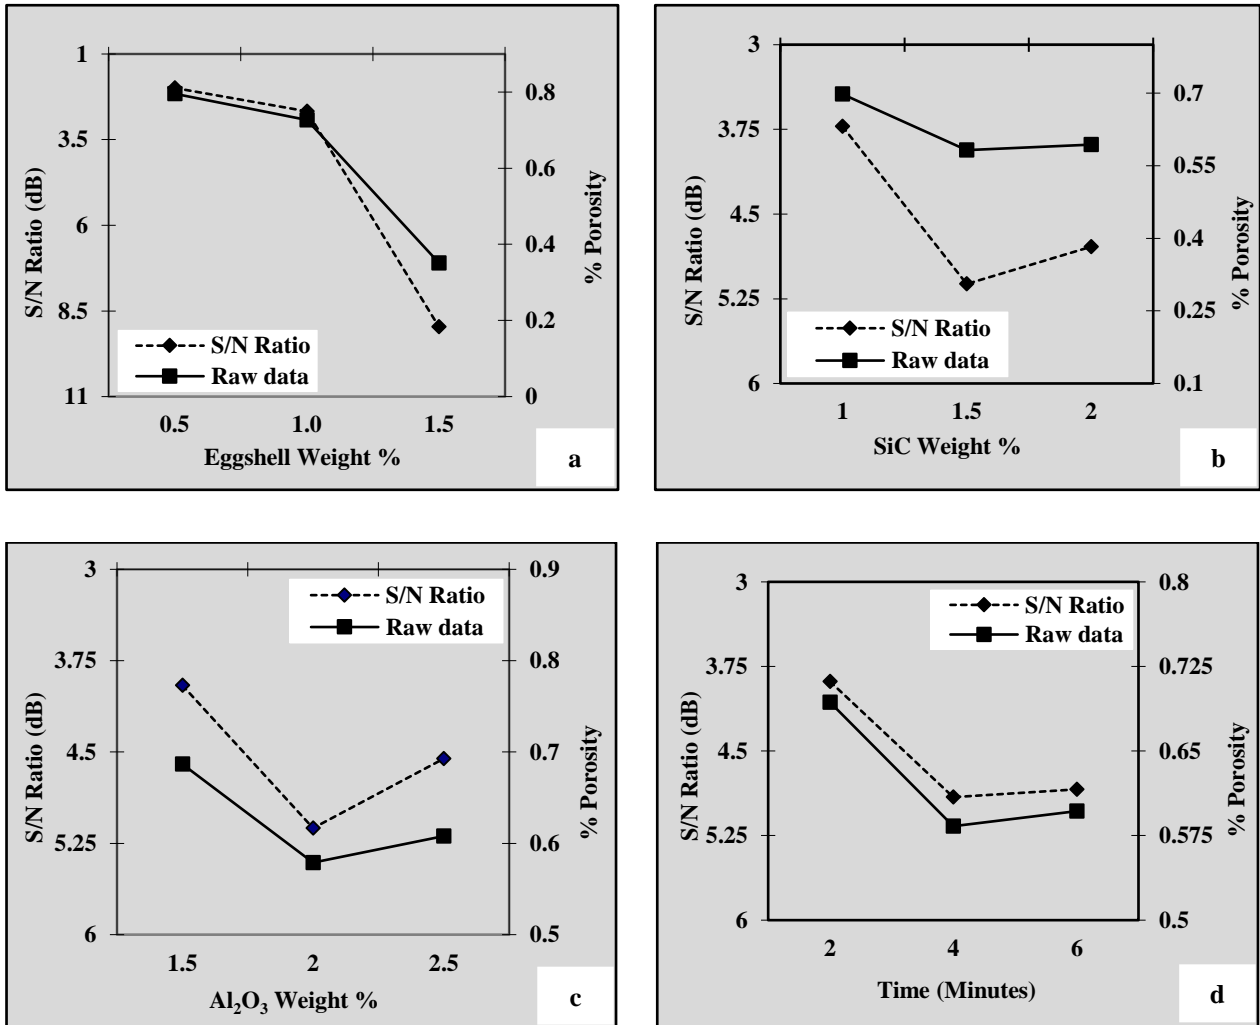 1
3.5
6
8.5
11
S/N Ratio (dB)
0.8
0.6
0.4
0.2
0
% Porosity
S/N Ratio
Raw data
0.5 1.0 1.5
Eggshell Weight %
a
3
3.75
4.5
5.25
6
S/N Ratio (dB)
0.7
0.55
0.4
0.25
0.1
% Porosity
S/N Ratio
Raw data
1 1.5 2
SiC Weight %
b
3
3.75
4.5
5.25
6
S/N Ratio (dB)
0.9
0.8
0.7
0.6
0.5
% Porosity
S/N Ratio
Raw data
1.5 2 2.5
Al₂O₃ Weight %
c
3
3.75
4.5
5.25
6
S/N Ratio (dB)
0.8
0.725
0.65
0.575
0.5
% Porosity
S/N Ratio
Raw data
2 4 6
Time (Minutes)
d